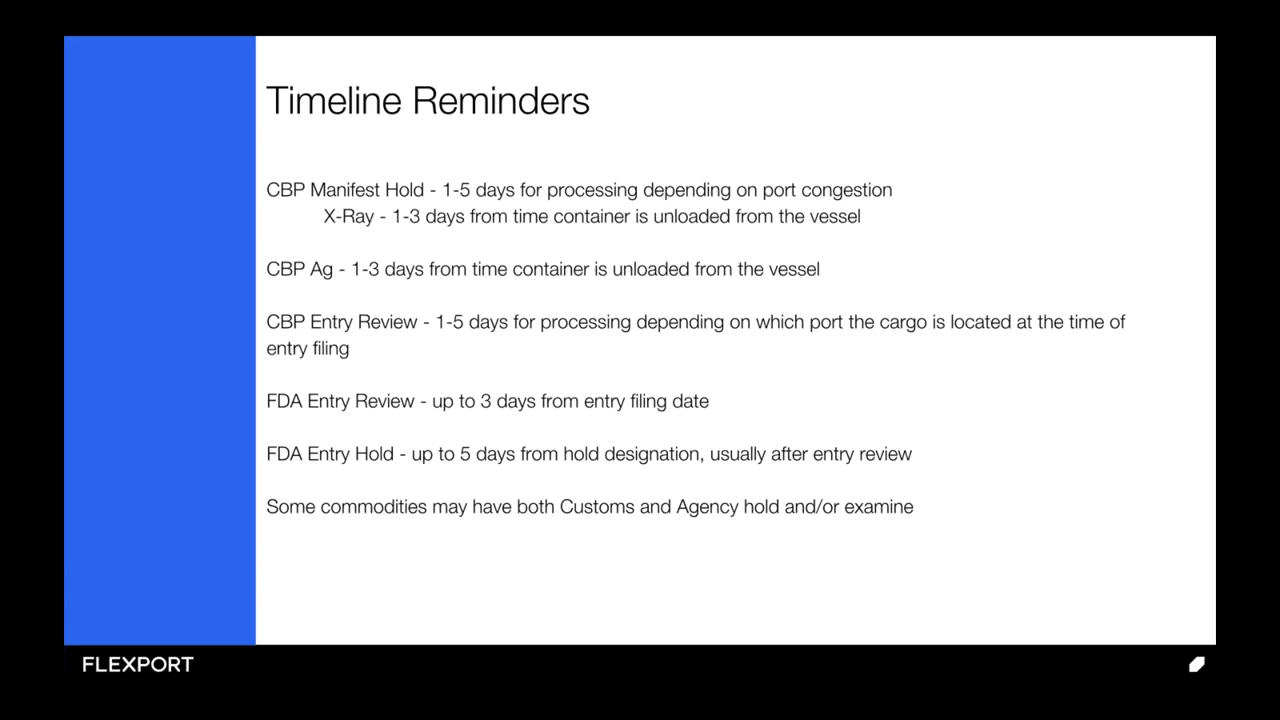 Timeline Reminders
CBP Manifest Hold - 1-5 days for processing depending on port congestion
X-Ray - 1-3 days from time container is unloaded from the vessel
CBP Ag - 1-3 days from time container is unloaded from the vessel
CBP Entry Review - 1-5 days for processing depending on which port the cargo is located at the time of
entry filing
FDA Entry Review - up to 3 days from entry filing date
FDA Entry Hold - up to 5 days from hold designation, usually after entry review
Some commodities may have both Customs and Agency hold and/or examine
FLEXPORT